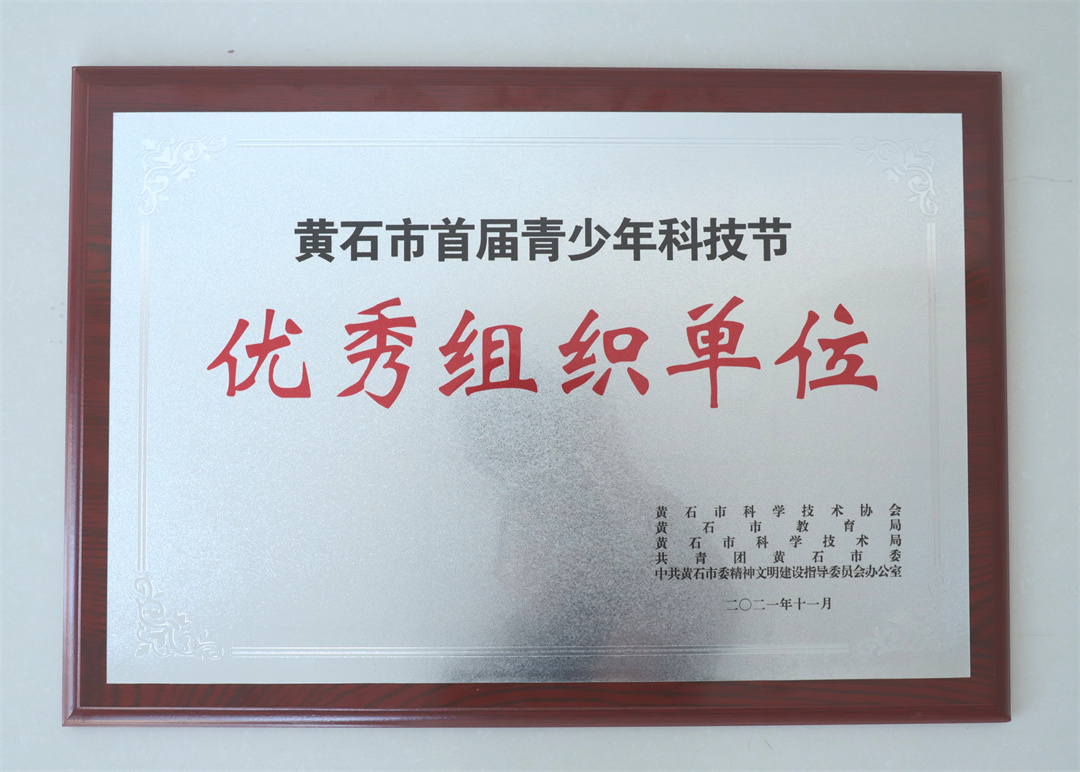 黄石市首届青少年科技节
优秀组织单位
黄石市科学技术协会
黄石市教育局
黄石市科学技术局
共青团黄石市委
中共黄石市委精神文明建设指导委员会办公室
二〇二一年十一月